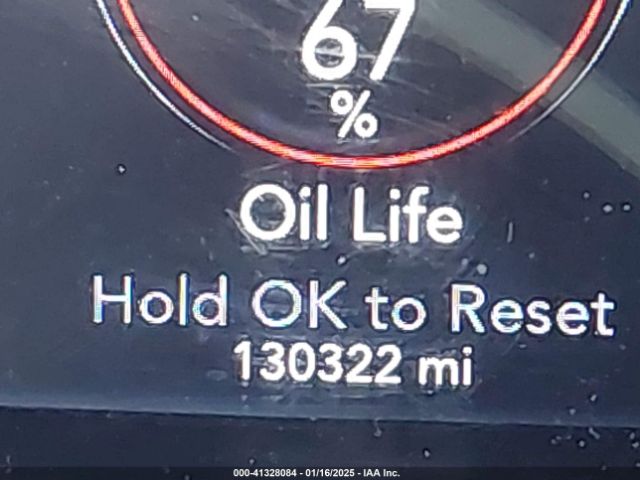 67
%
Oil Life
Hold OK to Reset
130322 mi
000-41328084 - 01/16/2025 - IAA Inc.